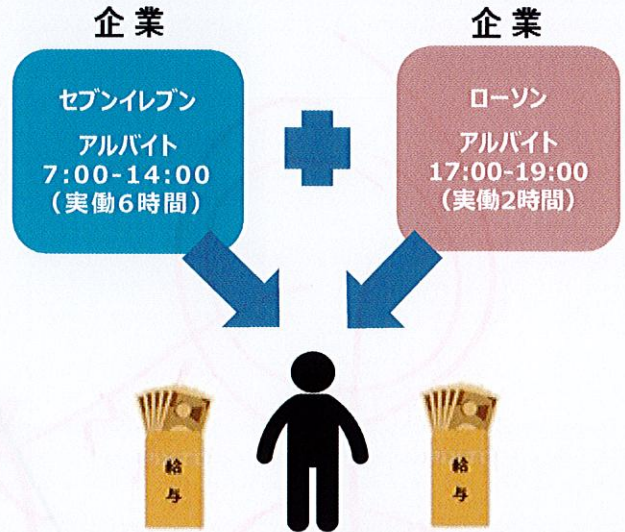 企業
セブンイレブン
アルバイト
7:00-14:00
（実働6時間）
企業
ローソン
アルバイト
17:00-19:00
（実働2時間）
給
与
給
与